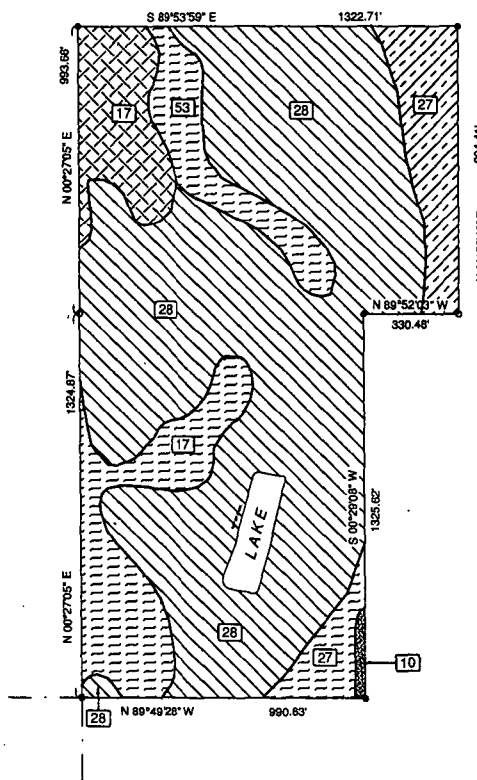 S 89°53'59" E 1322.71'
993.66'
N 00°27'05" E
17
53
28
27
N 89°52'03" W
330.48'
28
1324.87'
17
S 00°29'08" W
1325.62'
LAKE
N 00°27'05" E
28
27
10
28
N 89°49'28" W 990.63'